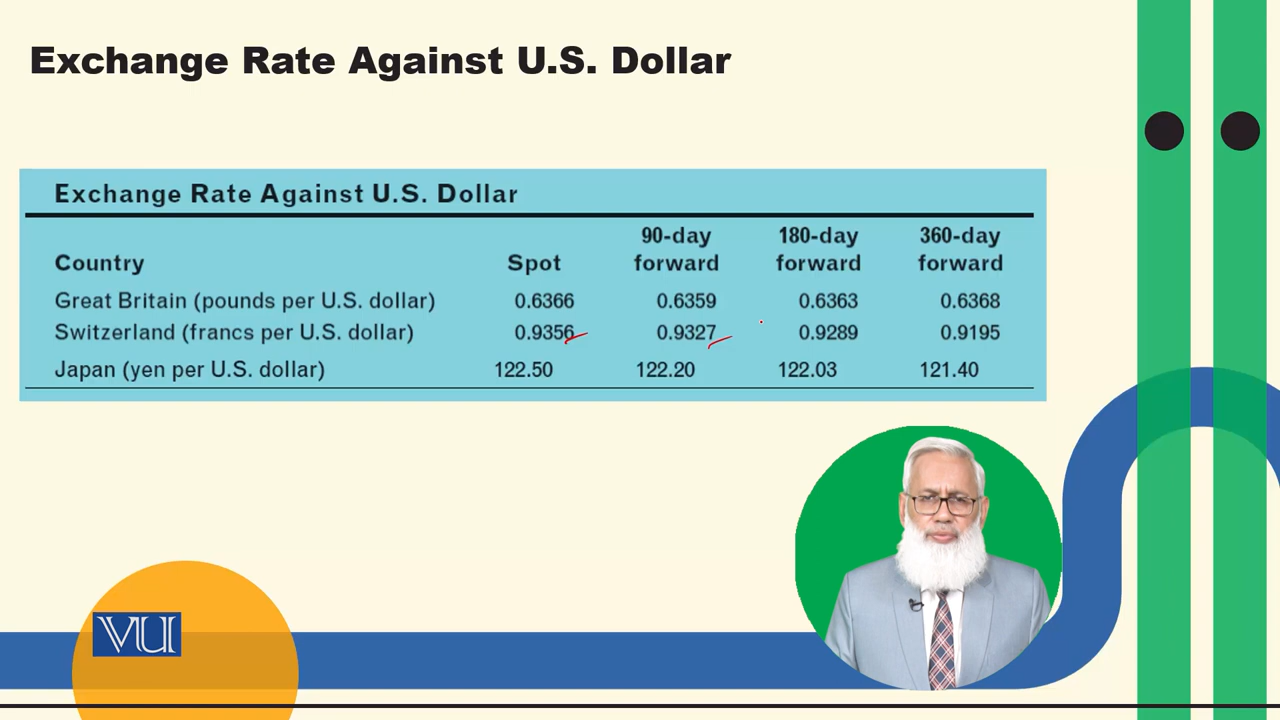 Exchange Rate Against U.S. Dollar
Exchange Rate Against U.S. Dollar
90-day 180-day 360-day
Country Spot forward forward forward
Great Britain (pounds per U.S. dollar) 0.6366 0.6359 0.6363 0.6368
Switzerland (francs per U.S. dollar) 0.9356 0.9327 0.9289 0.9195
Japan (yen per U.S. dollar) 122.50 122.20 122.03 121.40
VU